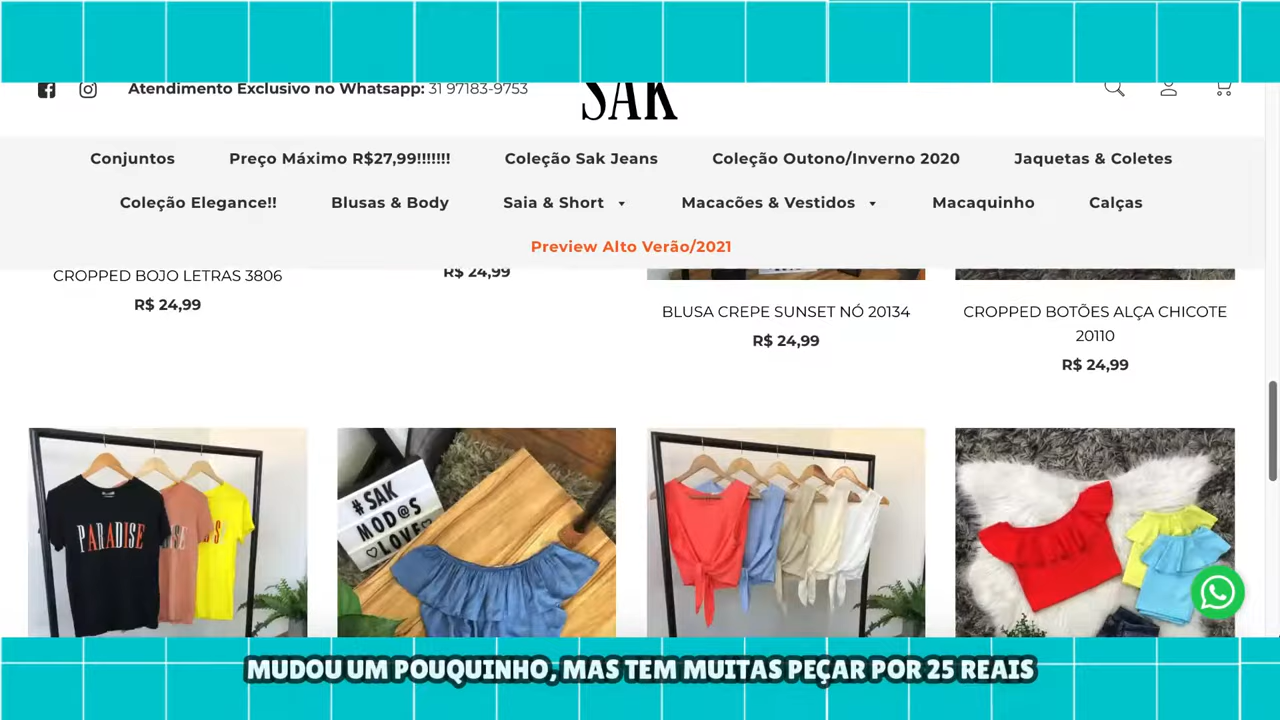 Atendimento Exclusivo no Whatsapp: 31 97183-9753
SAK
Conjuntos
Preço Máximo R$27,99!!!!!!!
Coleção Sak Jeans
Coleção Outono/Inverno 2020
Jaquetas & Coletes
Coleção Elegance!!
Blusas & Body
Saia & Short
Macacões & Vestidos
Macaquinho
Calças
Preview Alto Verão/2021
CROPPED BOJO LETRAS 3806
R$ 24,99
R$ 24,99
BLUSA CREPE SUNSET NÓ 20134
R$ 24,99
CROPPED BOTÕES ALÇA CHICOTE
20110
R$ 24,99
PARADISE
#SAK
MOD@S
♡LOVE♡
MUDOU UM POUQUINHO, MAS TEM MUITAS PEÇAR POR 25 REAIS